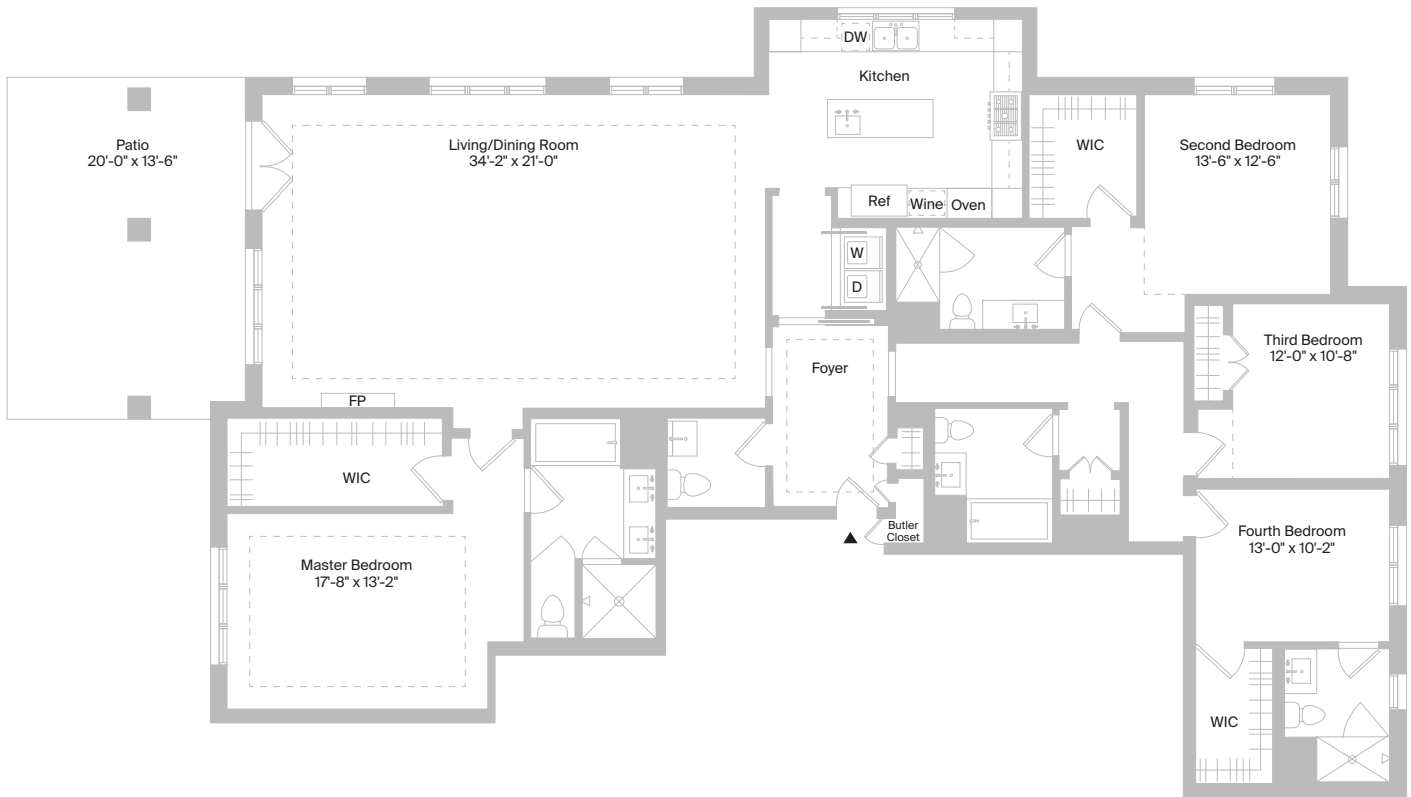 DW
Kitchen
Patio
20'-0" x 13'-6"
Living/Dining Room
34'-2" x 21'-0"
WIC
Second Bedroom
13'-6" x 12'-6"
Ref
Wine
Oven
W
D
Foyer
Third Bedroom
12'-0" x 10'-8"
FP
WIC
Butler
Closet
Fourth Bedroom
13'-0" x 10'-2"
Master Bedroom
17'-8" x 13'-2"
WIC